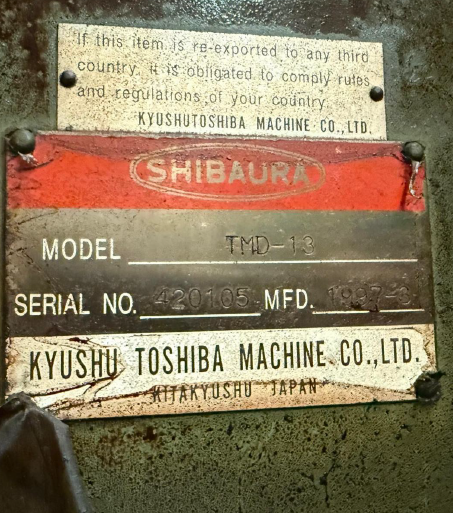 If this item is re-exported to any third
country. it is obligated to comply rules
and regulations of your country.
KYUSHUTOSHIBA MACHINE CO.,LTD.
SHIBAURA
MODEL TMD-13
SERIAL NO. 420105 MFD. 1997-3
KYUSHU TOSHIBA MACHINE CO.,LTD.
KITAKYUSHU JAPAN